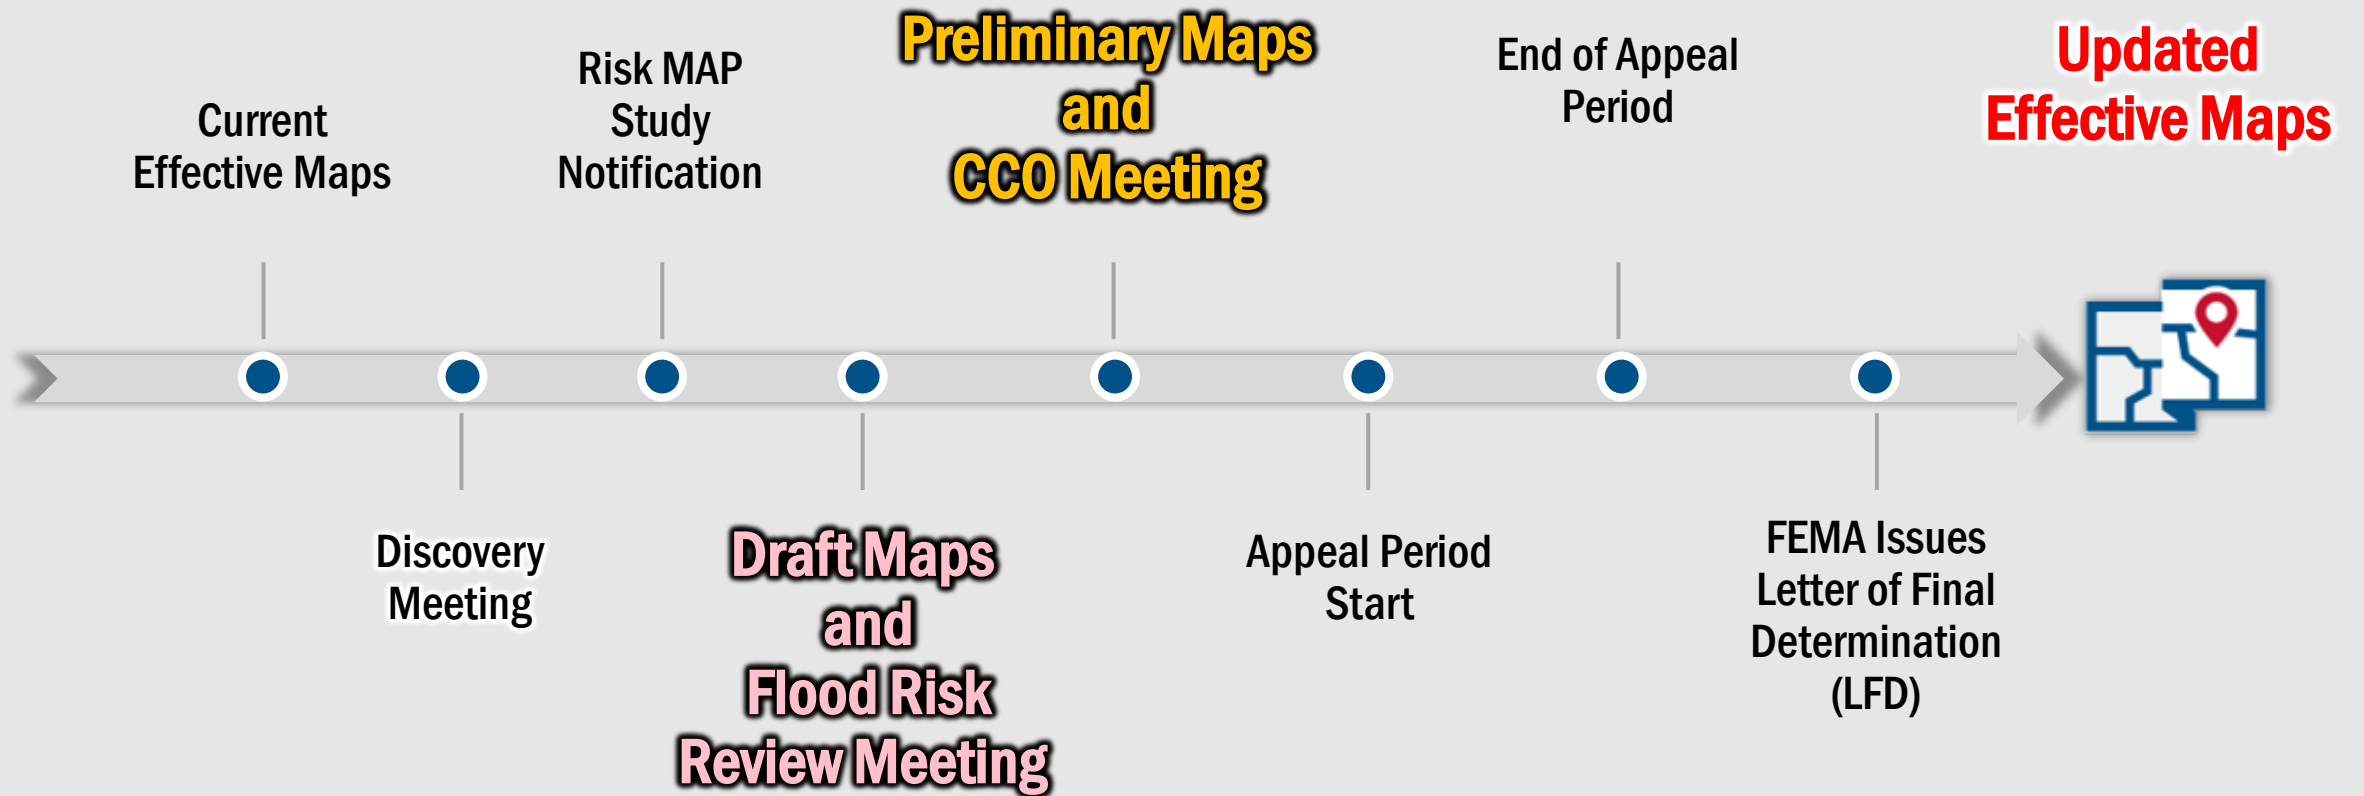 Current
Effective Maps
Discovery
Meeting
Risk MAP
Study
Notification
Draft Maps
and
Flood Risk
Review Meeting
Preliminary Maps
and
CCO Meeting
Appeal Period
Start
End of Appeal
Period
FEMA Issues
Letter of Final
Determination
(LFD)
Updated
Effective Maps